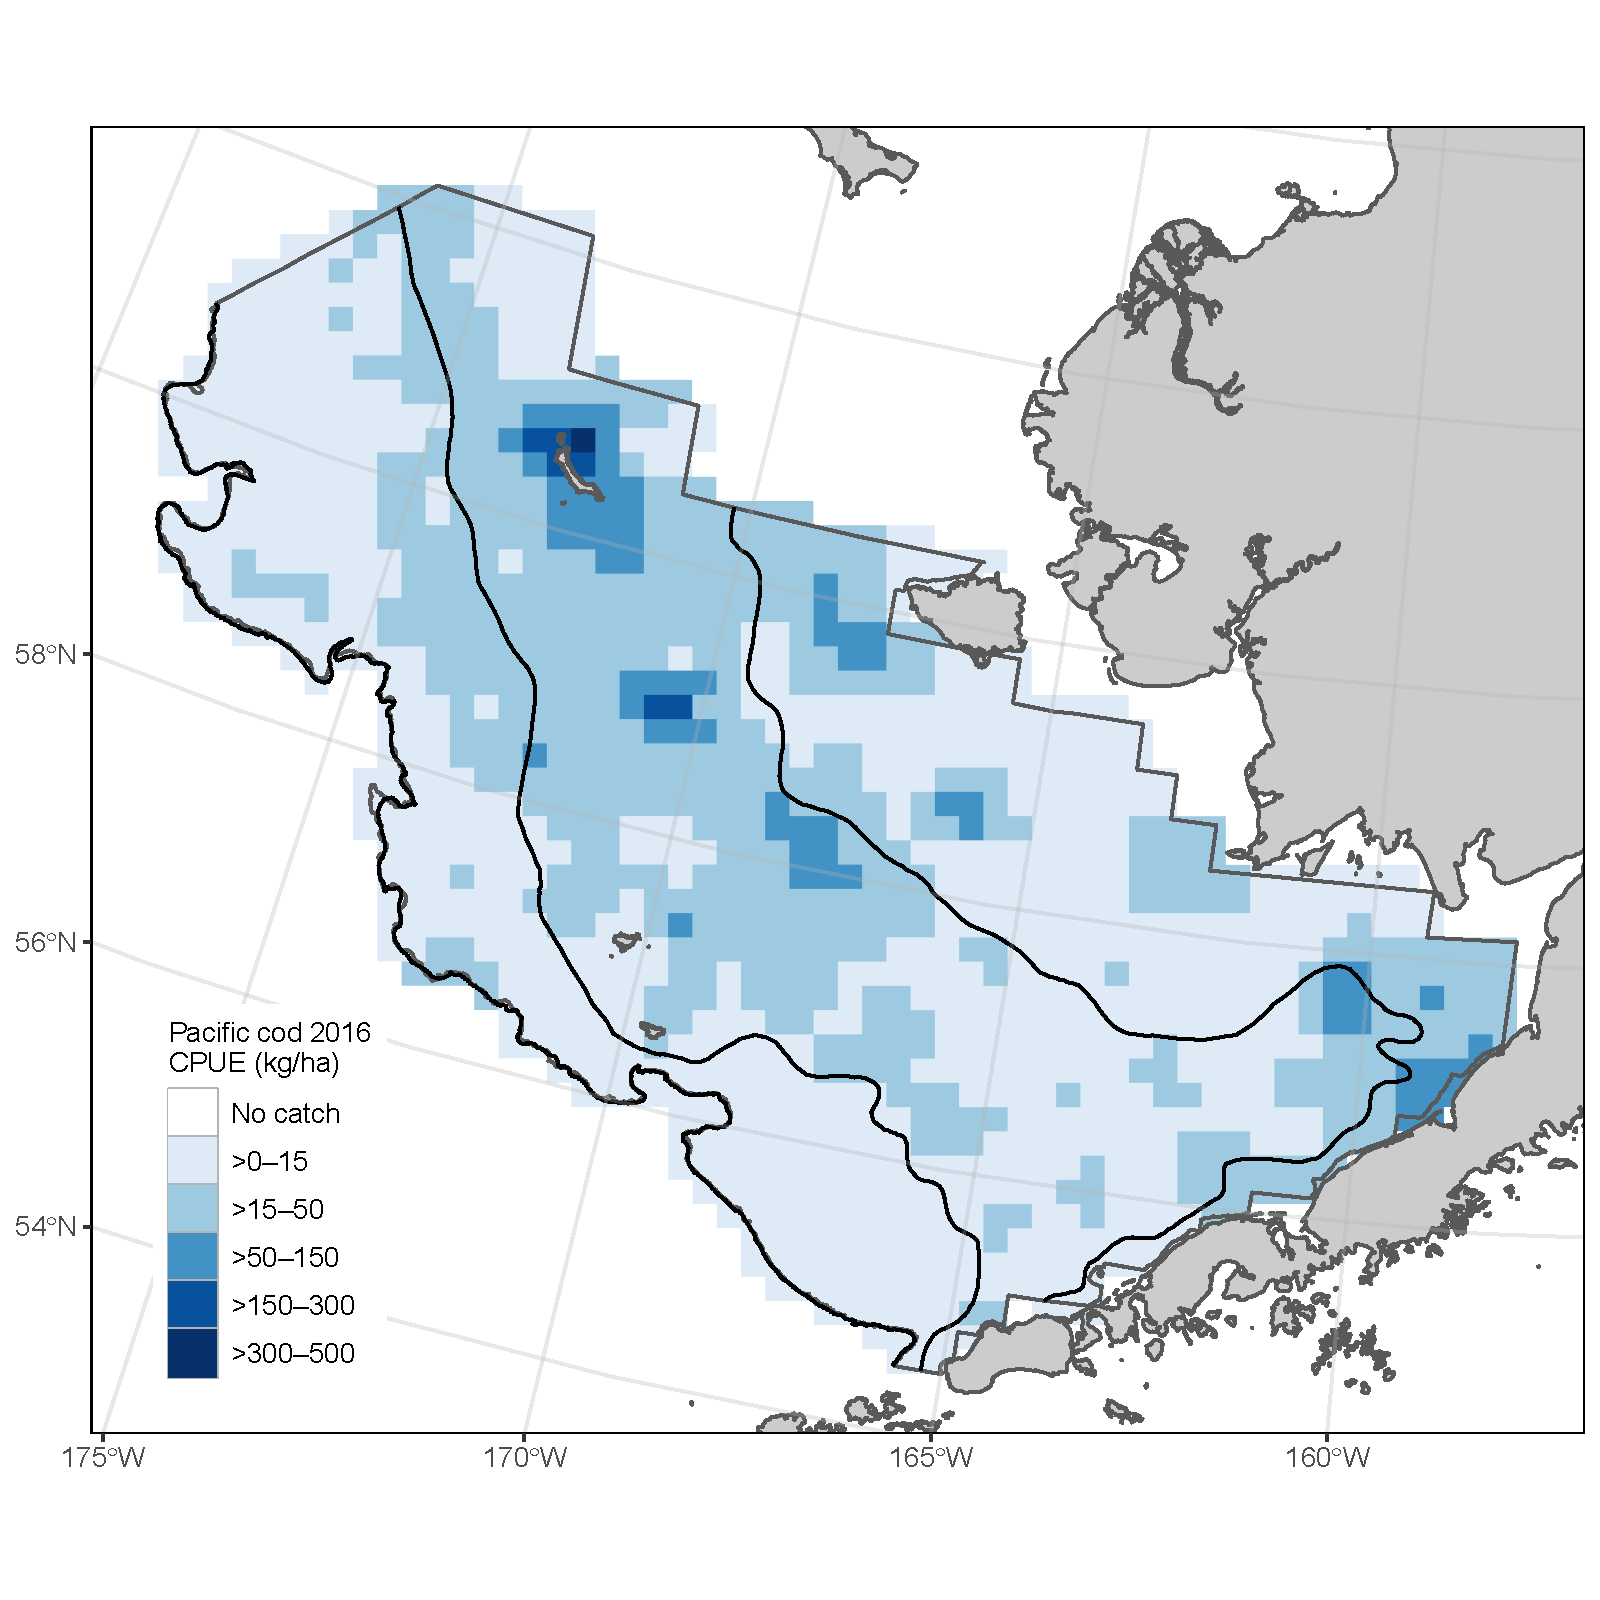 58°N
56°N
54°N
Pacific cod 2016
CPUE (kg/ha)
No catch
>0–15
>15–50
>50–150
>150–300
>300–500
175°W
170°W
165°W
160°W